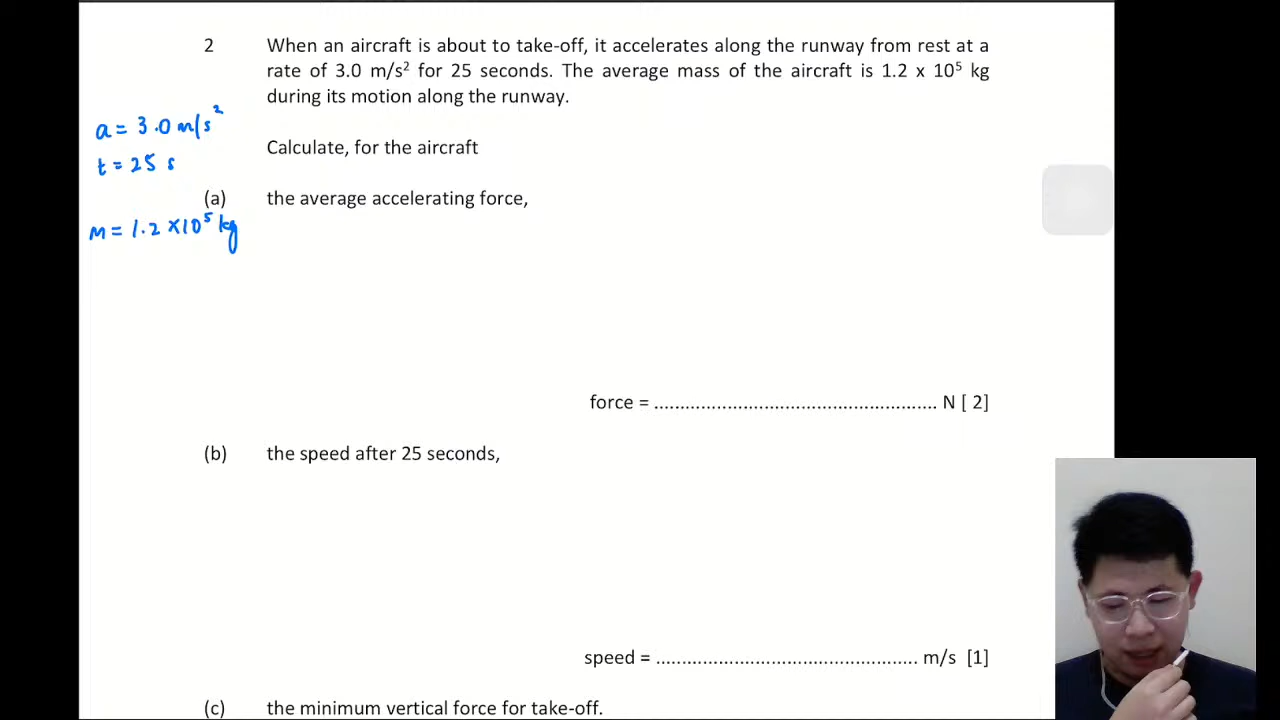 2 When an aircraft is about to take-off, it accelerates along the runway from rest at a
rate of 3.0 m/s² for 25 seconds. The average mass of the aircraft is 1.2 x 10⁵ kg
during its motion along the runway.
a = 3.0 m/s²
Calculate, for the aircraft
t = 25 s
(a) the average accelerating force,
m = 1.2 ×10⁵ kg
force = ...................................................... N [ 2]
(b) the speed after 25 seconds,
speed = .................................................. m/s [1]
(c) the minimum vertical force for take-off.